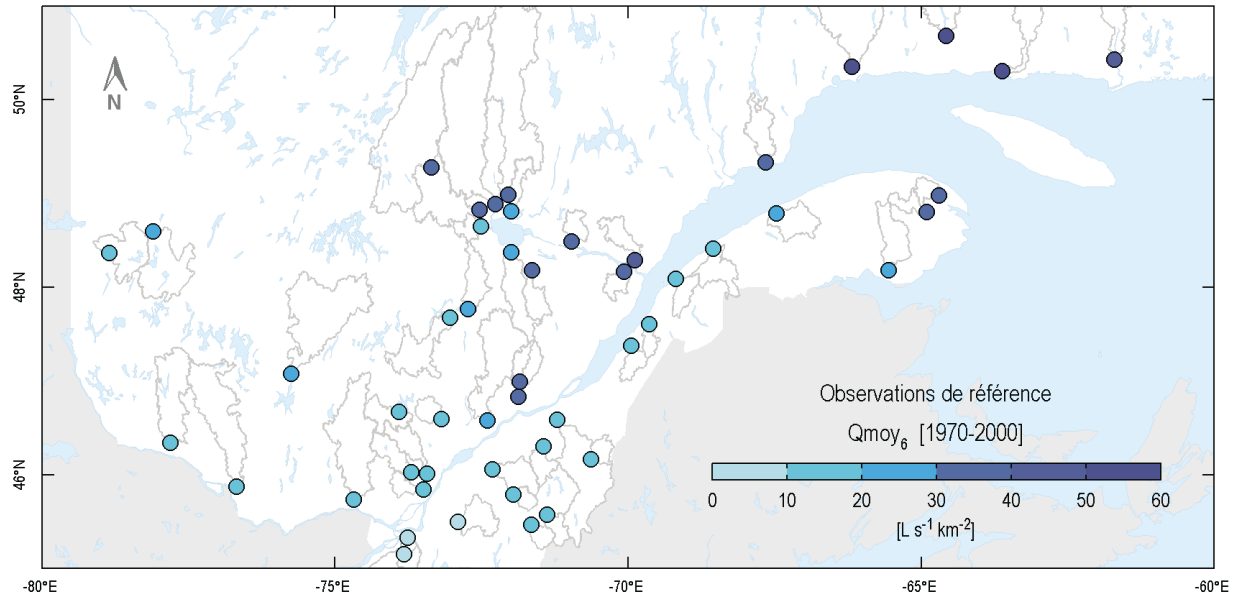 N
50°N
48°N
46°N
Observations de référence
Qmoy6 [1970-2000]
0 10 20 30 40 50 60
[L s-1 km-2]
-80°E -75°E -70°E -65°E -60°E